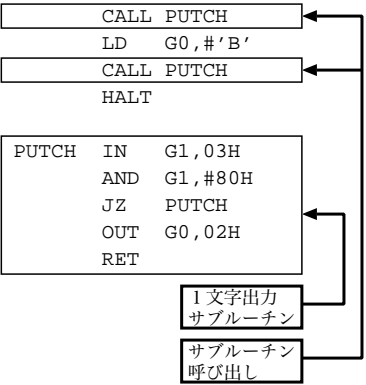 CALL PUTCH
LD G0,#'B'
CALL PUTCH
HALT
PUTCH IN G1,03H
AND G1,#80H
JZ PUTCH
OUT G0,02H
RET
１文字出力
サブルーチン
サブルーチン
呼び出し